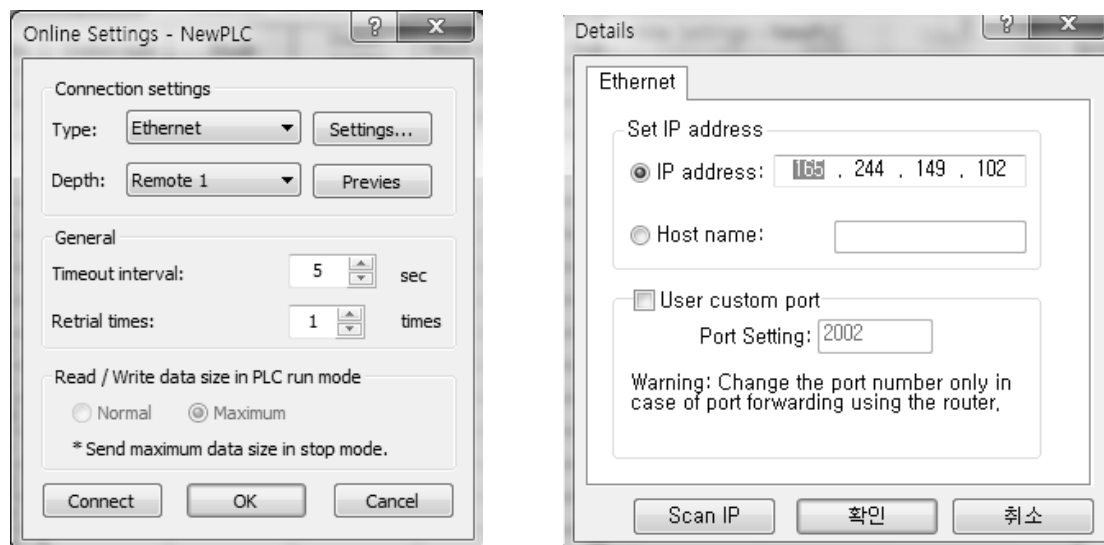 Online Settings - NewPLC
Connection settings
Type: Ethernet Settings...
Depth: Remote 1 Previes
General
Timeout interval: 5 sec
Retrial times: 1 times
Read / Write data size in PLC run mode
Normal Maximum
* Send maximum data size in stop mode.
Connect OK Cancel
Details
Ethernet
Set IP address
IP address: 165 . 244 . 149 . 102
Host name:
User custom port
Port Setting: 2002
Warning: Change the port number only in
case of port forwarding using the router,
Scan IP 확인 취소